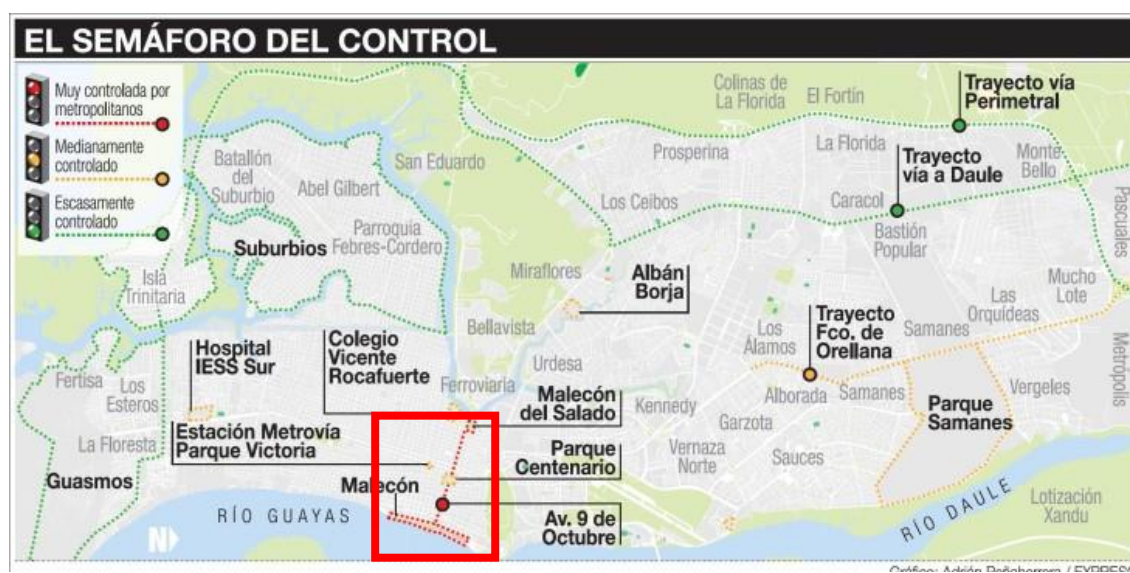 EL SEMÁFORO DEL CONTROL
Muy controlada por
metropolitanos
Medianamente
controlado
Escasamente
controlado
Colinas de
La Florida
El Fortín
Trayecto vía
Perimetral
Batallón
del
Suburbio
Abel Gilbert
San Eduardo
Prosperina
La Florida
Trayecto
vía a Daule
Monte
Bello
Los Ceibos
Caracol
Pascuales
Parroquia
Febres-Cordero
Suburbios
Bastión
Popular
Isla
Trinitaria
Miraflores
Albán
Borja
Mucho
Lote
Las
Orquídeas
Hospital
IESS Sur
Colegio
Vicente
Rocafuerte
Bellavista
Los
Álamos
Trayecto
Fco. de
Orellana
Samanes
Metrópolis
Fertisa
Los
Esteros
Ferroviaria
Urdesa
Malecón
del Salado
Kennedy
Alborada
Samanes
Parque
Samanes
Vergeles
La Floresta
Estación Metrovía
Parque Victoria
Garzota
Parque
Centenario
Vernaza
Norte
Sauces
Guasmos
Malecón
RÍO GUAYAS
Av. 9 de
Octubre
RÍO DAULE
Lotización
Xandu
N
Gráfico: Adrián Peñaherrera / EXPRESO